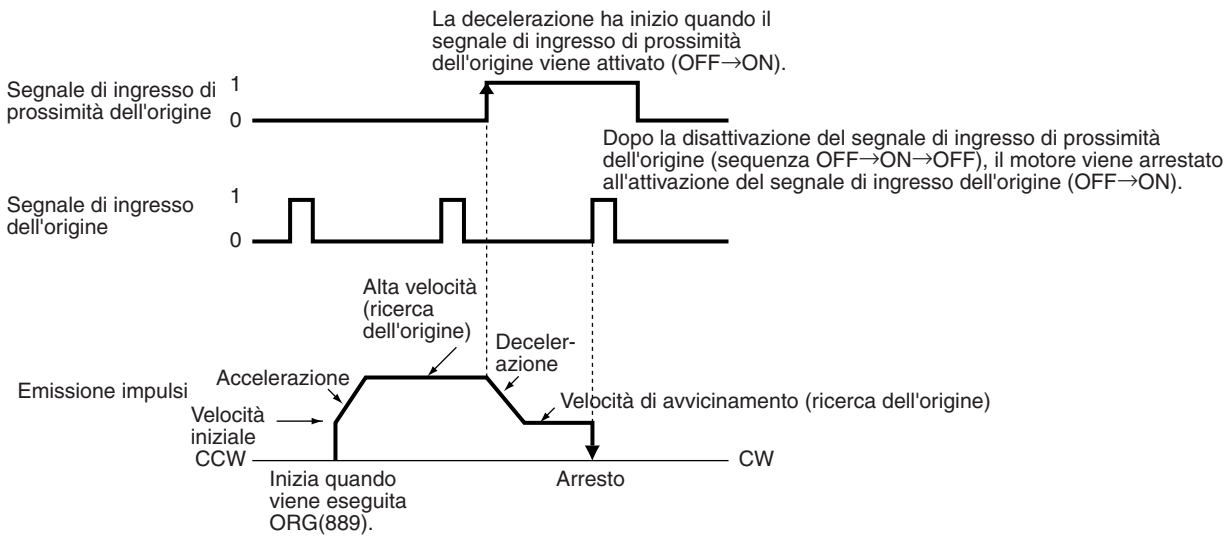 La decelerazione ha inizio quando il
segnale di ingresso di prossimità
dell'origine viene attivato (OFF→ON).
Segnale di ingresso di
prossimità dell'origine
1
0
Dopo la disattivazione del segnale di ingresso di prossimità
dell'origine (sequenza OFF→ON→OFF), il motore viene arrestato
all'attivazione del segnale di ingresso dell'origine (OFF→ON).
Segnale di ingresso
dell'origine
1
0
Alta velocità
(ricerca
dell'origine)
Deceler-
azione
Emissione impulsi
Accelerazione
Velocità
iniziale
Velocità di avvicinamento (ricerca dell'origine)
CCW
CW
Inizia quando
viene eseguita
ORG(889).
Arresto